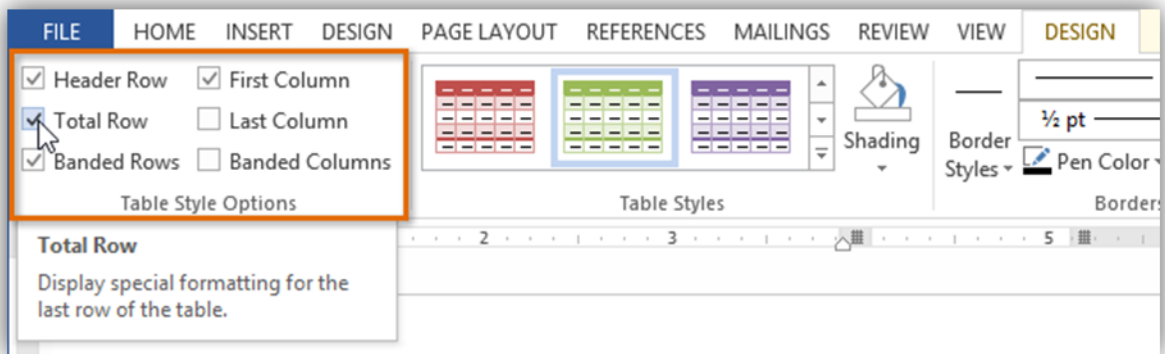 FILE HOME INSERT DESIGN PAGE LAYOUT REFERENCES MAILINGS REVIEW VIEW DESIGN
Header Row First Column
Total Row Last Column
Banded Rows Banded Columns
Table Style Options
Table Styles
Shading
Border
Styles
½ pt
Pen Color
Borders
2 3 5
Total Row
Display special formatting for the
last row of the table.